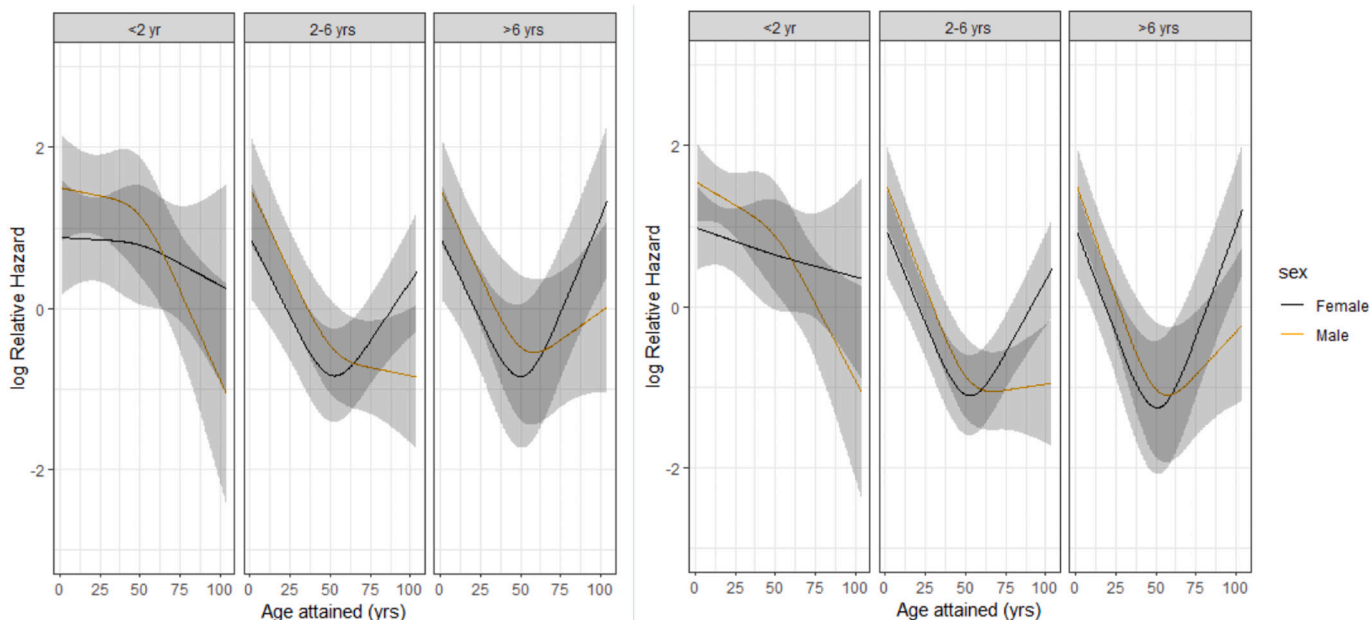 <2 yr 2-6 yrs >6 yrs
log Relative Hazard
2
0
-2
0 25 50 75 100 0 25 50 75 100 0 25 50 75 100
Age attained (yrs)
<2 yr 2-6 yrs >6 yrs
log Relative Hazard
2
0
-2
0 25 50 75 100 0 25 50 75 100 0 25 50 75 100
Age attained (yrs)
sex
Female
Male